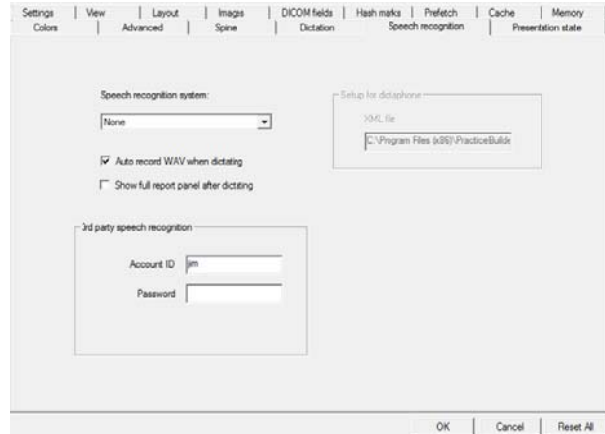 Settings View Layout Images DICOM fields Hash marks Prefetch Cache Memory
Colors Advanced Spine Dictation Speech recognition Presentation state
Speech recognition system:
None
Auto record WAV when dictating
Show full report panel after dictating
Setup for dictaphone
XML file
C:\Program Files (x86)\PracticeBuilde
3rd party speech recognition
Account ID jim
Password
OK Cancel Reset All